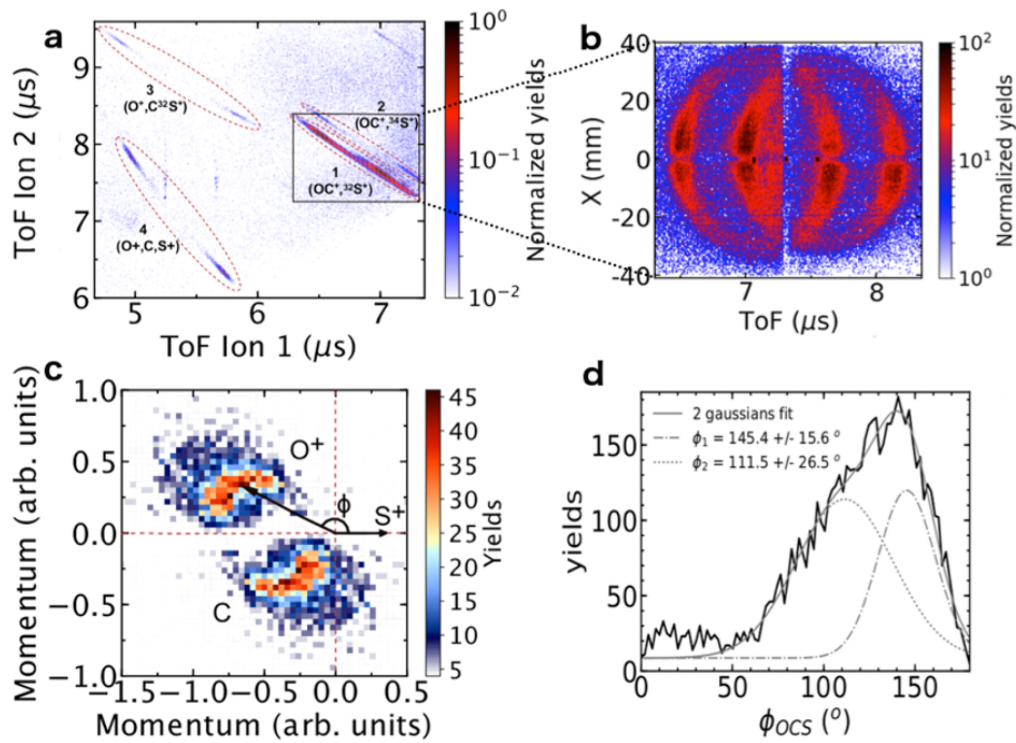 a
ToF Ion 2 (μs)
9
8
7
6
5
6
7
ToF Ion 1 (μs)
3
(O⁺,C³²S⁺)
2
(OC⁺,³⁴S⁺)
1
(OC⁺,³²S⁺)
4
(O+,C,S+)
10⁰
10⁻¹
10⁻²
Normalized yields
b
X (mm)
40
20
0
-20
-40
7
8
ToF (μs)
10²
10¹
10⁰
Normalized yields
c
Momentum (arb. units)
1.0
0.5
0.0
−0.5
−1.0
−1.5
−1.0
−0.5
0.0
0.5
Momentum (arb. units)
O⁺
ϕ
S⁺
C
45
40
35
30
25
20
15
10
5
Yields
d
yields
150
100
50
0
0
50
100
150
ϕOCS (°)
2 gaussians fit
ϕ₁ = 145.4 +/- 15.6 °
ϕ₂ = 111.5 +/- 26.5 °